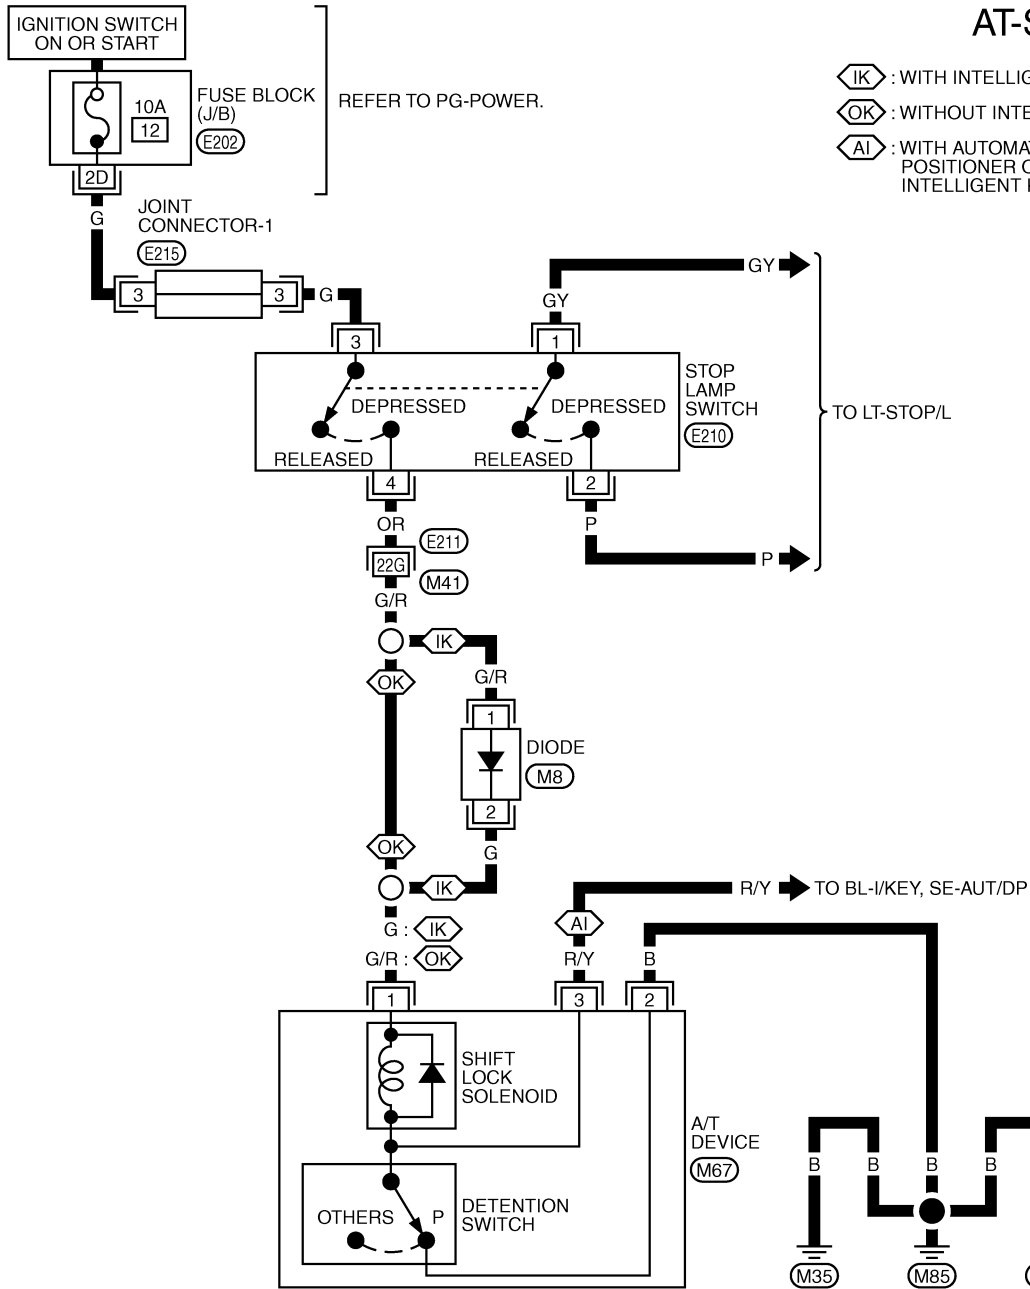 IGNITION SWITCH
ON OR START
AT-S
IK : WITH INTELLIG
OK : WITHOUT INTE
AI : WITH AUTOMA
POSITIONER
INTELLIGENT
10A
12
FUSE BLOCK
(J/B)
E202
REFER TO PG-POWER.
2D
G
JOINT
CONNECTOR-1
E215
3
3
G
GY
GY
3
1
DEPRESSED
DEPRESSED
RELEASED
RELEASED
STOP
LAMP
SWITCH
E210
TO LT-STOP/L
4
2
OR
P
P
E211
22G
M41
G/R
IK
OK
G/R
1
DIODE
M8
2
OK
G
IK
R/Y
TO BL-I/KEY, SE-AUT/DP
G : IK
AI
G/R : OK
R/Y
B
1
3
2
SHIFT
LOCK
SOLENOID
A/T
DEVICE
M67
DETENTION
SWITCH
OTHERS
P
B
B
B
B
M35
M85